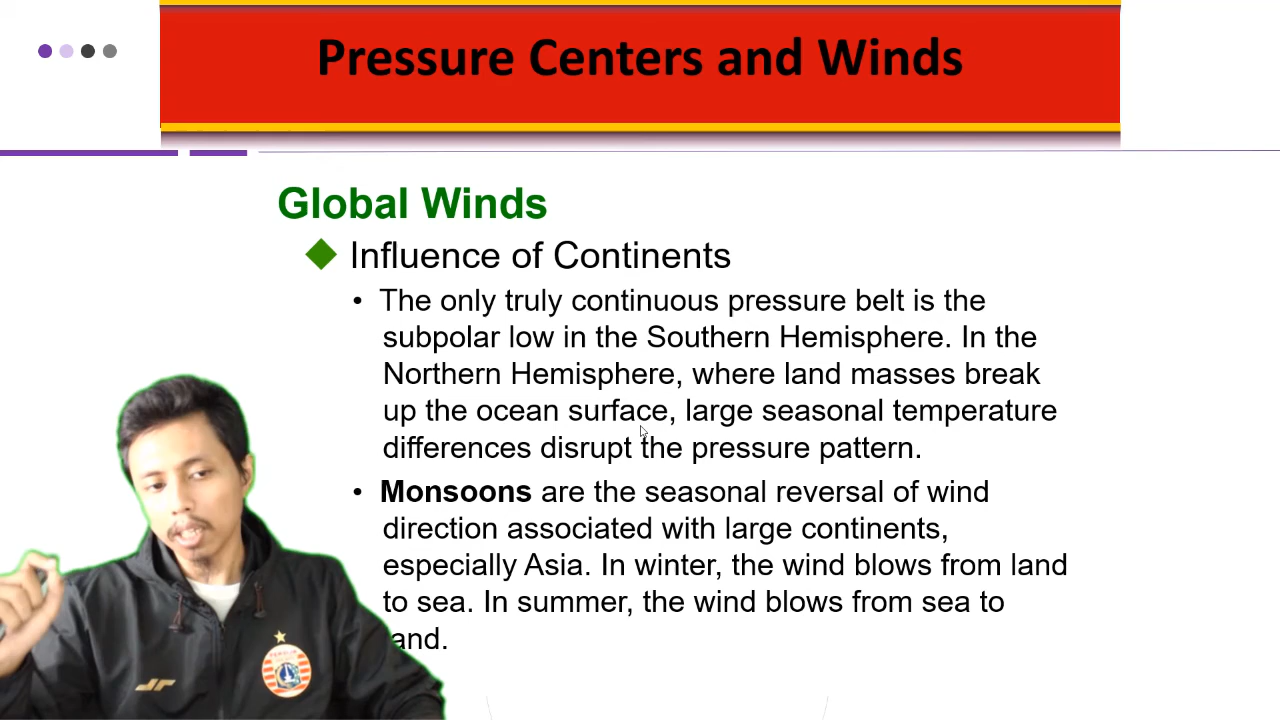 Pressure Centers and Winds
Global Winds
Influence of Continents
• The only truly continuous pressure belt is the
subpolar low in the Southern Hemisphere. In the
Northern Hemisphere, where land masses break
up the ocean surface, large seasonal temperature
differences disrupt the pressure pattern.
• Monsoons are the seasonal reversal of wind
direction associated with large continents,
especially Asia. In winter, the wind blows from land
to sea. In summer, the wind blows from sea to
and.